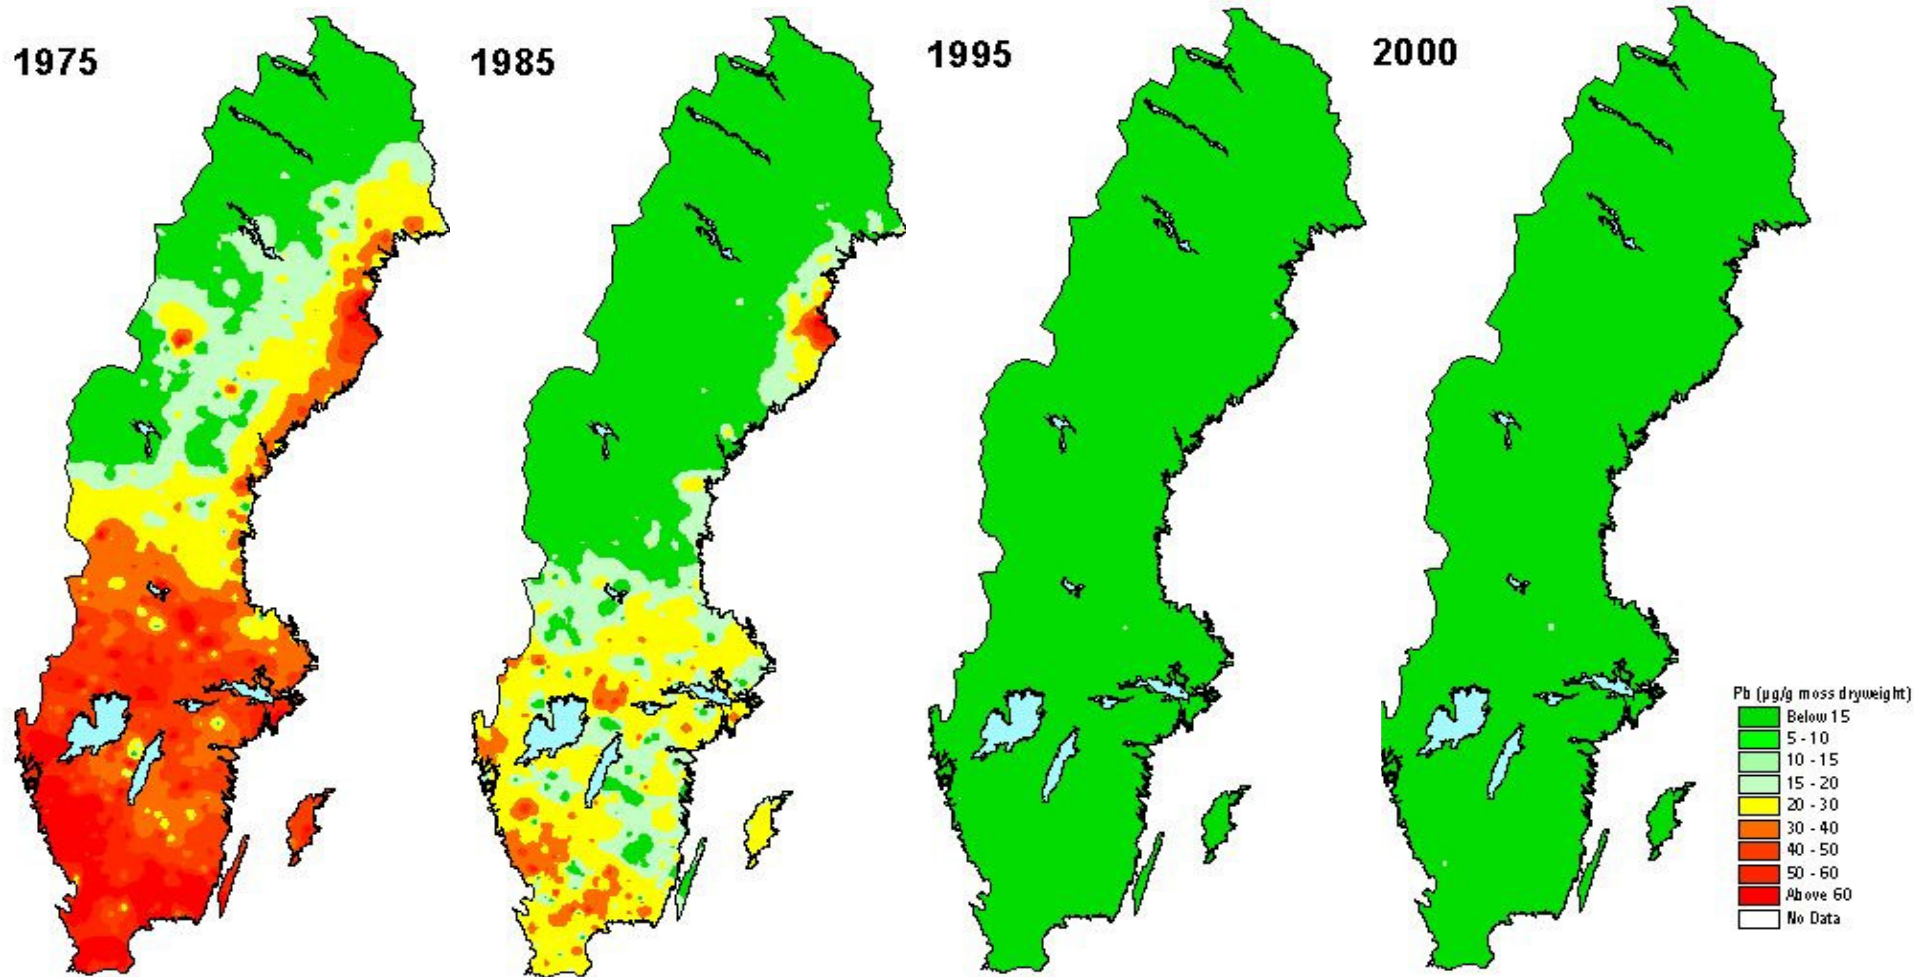 1975
1985
1995
2000
Pb (µg/g moss dryweight)
Below 15
5 - 10
10 - 15
15 - 20
20 - 30
30 - 40
40 - 50
50 - 60
Above 60
No Data